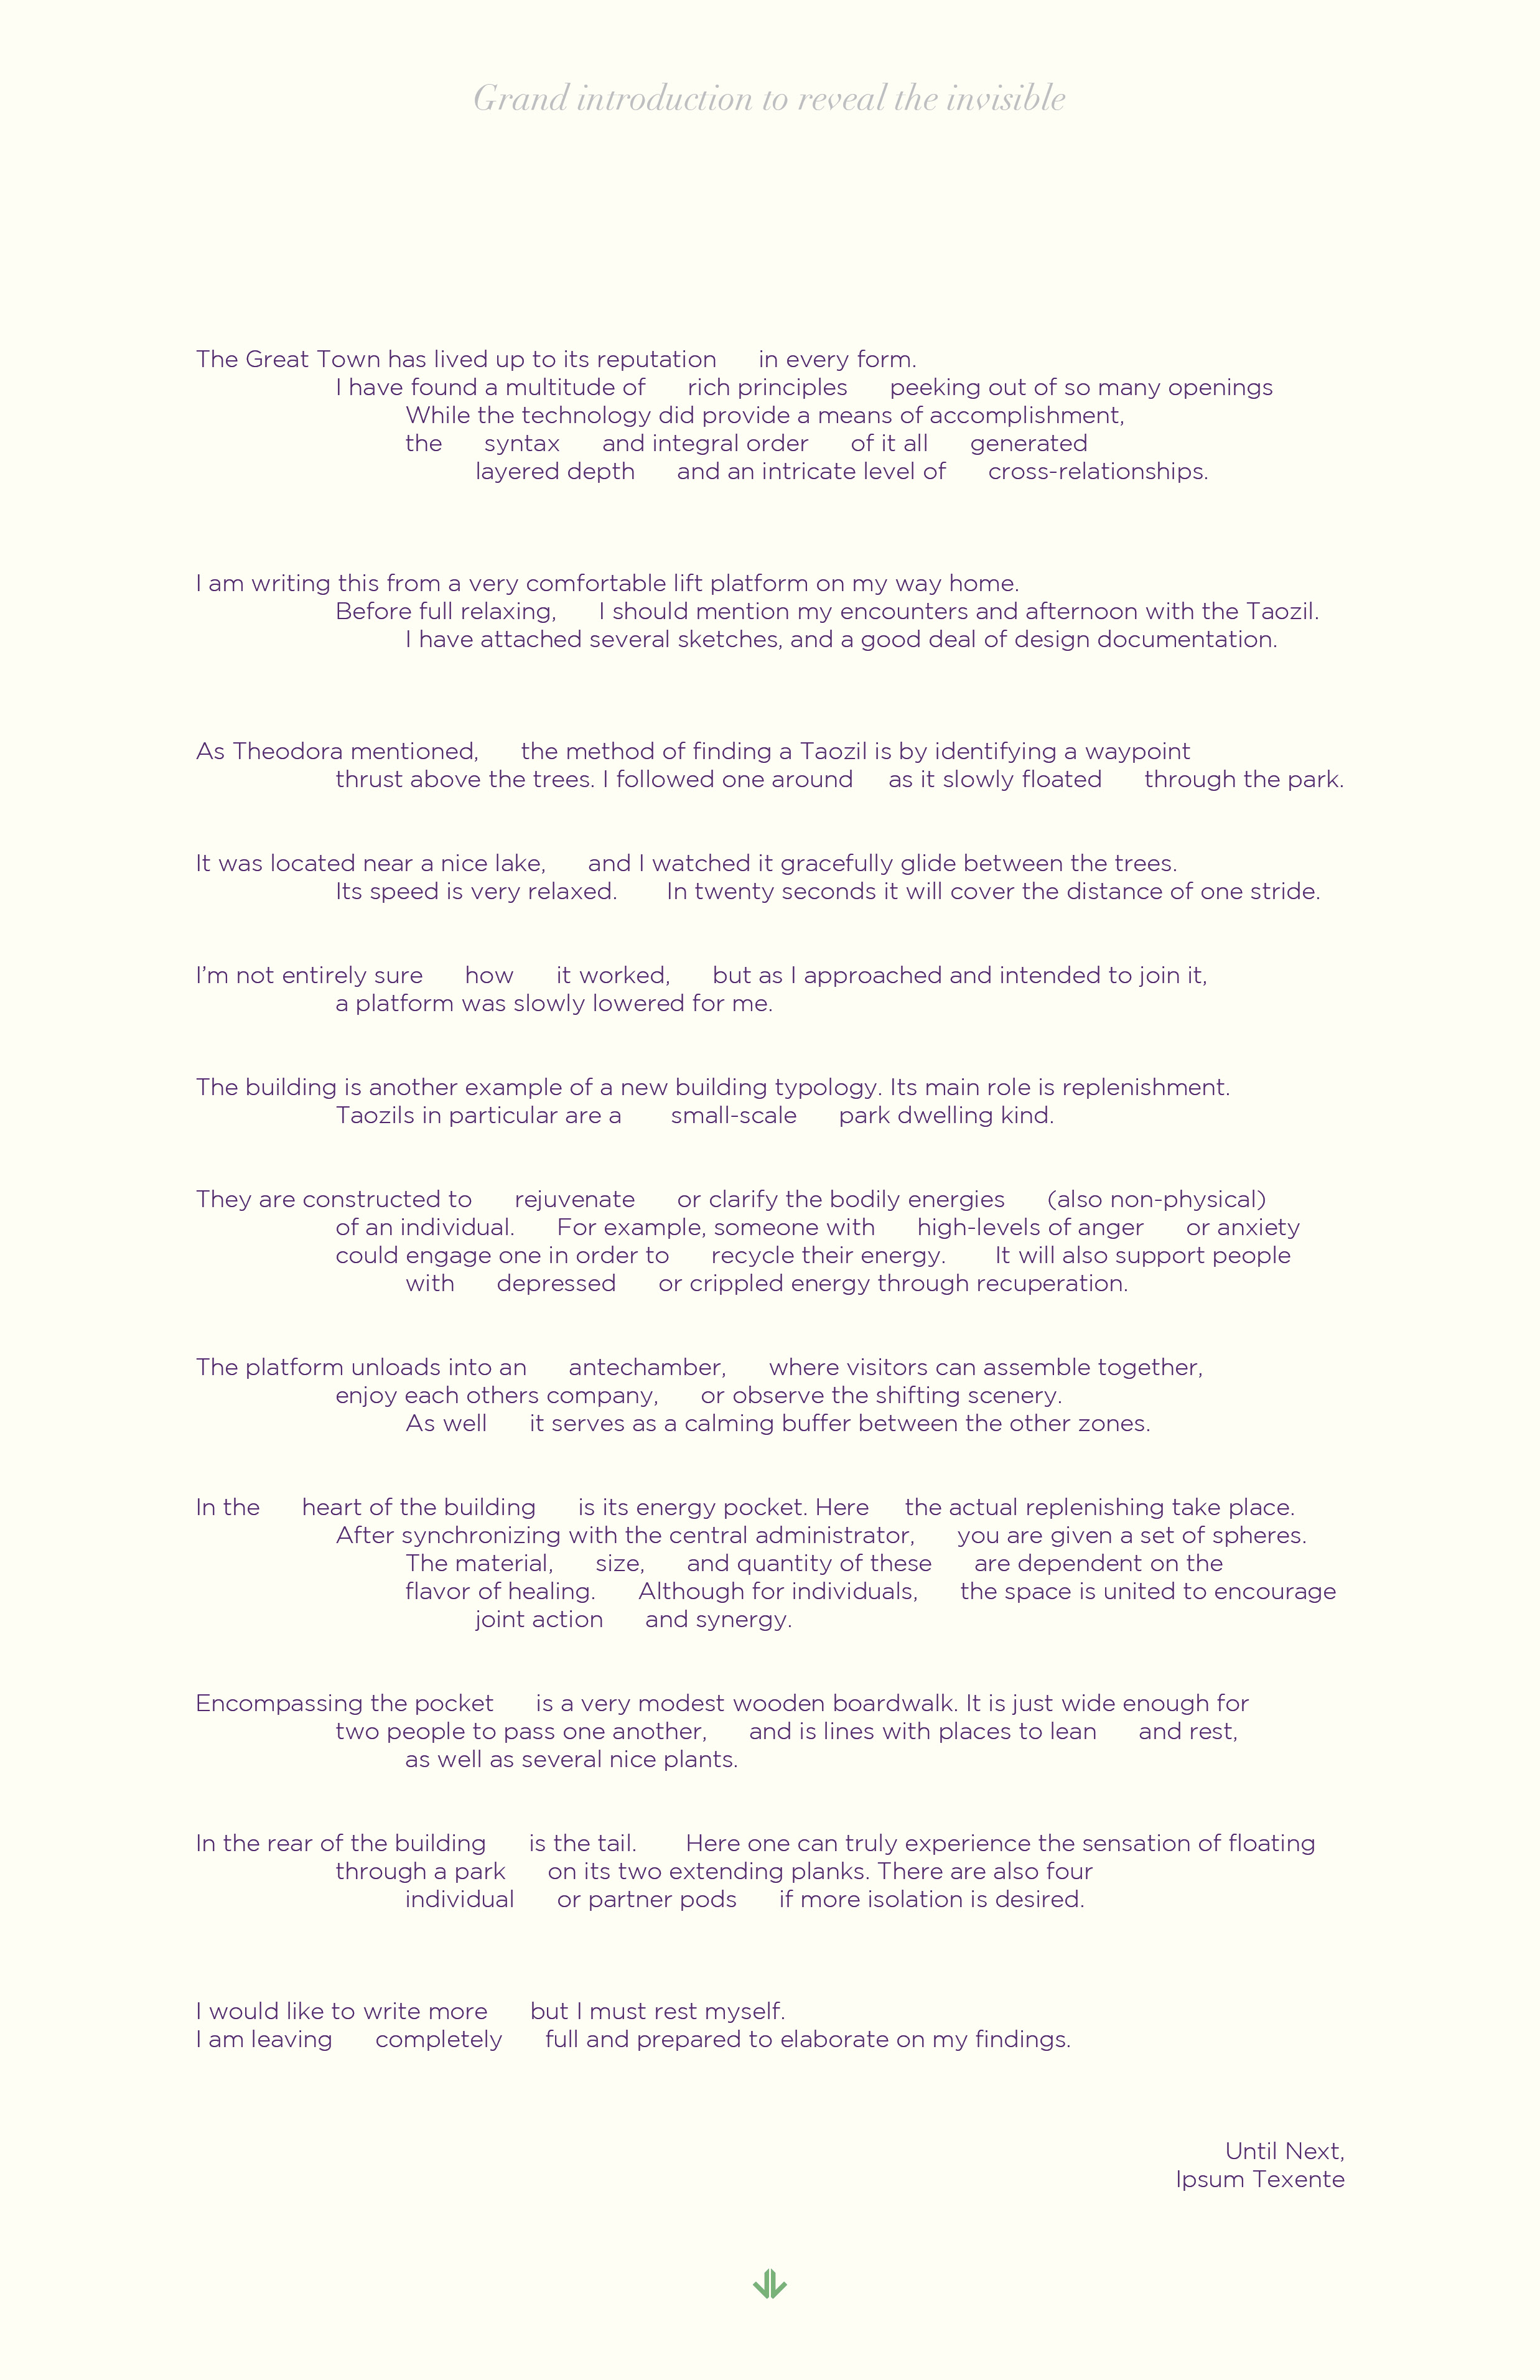 Grand introduction to reveal the invisible
The Great Town has lived up to its reputation in every form.
I have found a multitude of rich principles peeking out of so many openings
While the technology did provide a means of accomplishment,
the syntax and integral order of it all generated
layered depth and an intricate level of cross-relationships.
I am writing this from a very comfortable lift platform on my way home.
Before full relaxing, I should mention my encounters and afternoon with the Taozil.
I have attached several sketches, and a good deal of design documentation.
As Theodora mentioned, the method of finding a Taozil is by identifying a waypoint
thrust above the trees. I followed one around as it slowly floated through the park.
It was located near a nice lake, and I watched it gracefully glide between the trees.
Its speed is very relaxed. In twenty seconds it will cover the distance of one stride.
I'm not entirely sure how it worked, but as I approached and intended to join it,
a platform was slowly lowered for me.
The building is another example of a new building typology. Its main role is replenishment.
Taozils in particular are a small-scale park dwelling kind.
They are constructed to rejuvenate or clarify the bodily energies (also non-physical)
of an individual. For example, someone with high-levels of anger or anxiety
could engage one in order to recycle their energy. It will also support people
with depressed or crippled energy through recuperation.
The platform unloads into an antechamber, where visitors can assemble together,
enjoy each others company, or observe the shifting scenery.
As well it serves as a calming buffer between the other zones.
In the heart of the building is its energy pocket. Here the actual replenishing take place.
After synchronizing with the central administrator, you are given a set of spheres.
The material, size, and quantity of these are dependent on the
flavor of healing. Although for individuals, the space is united to encourage
joint action and synergy.
Encompassing the pocket is a very modest wooden boardwalk. It is just wide enough for
two people to pass one another, and is lines with places to lean and rest,
as well as several nice plants.
In the rear of the building is the tail. Here one can truly experience the sensation of floating
through a park on its two extending planks. There are also four
individual or partner pods if more isolation is desired.
I would like to write more but I must rest myself.
I am leaving completely full and prepared to elaborate on my findings.
Until Next,
Ipsum Texente